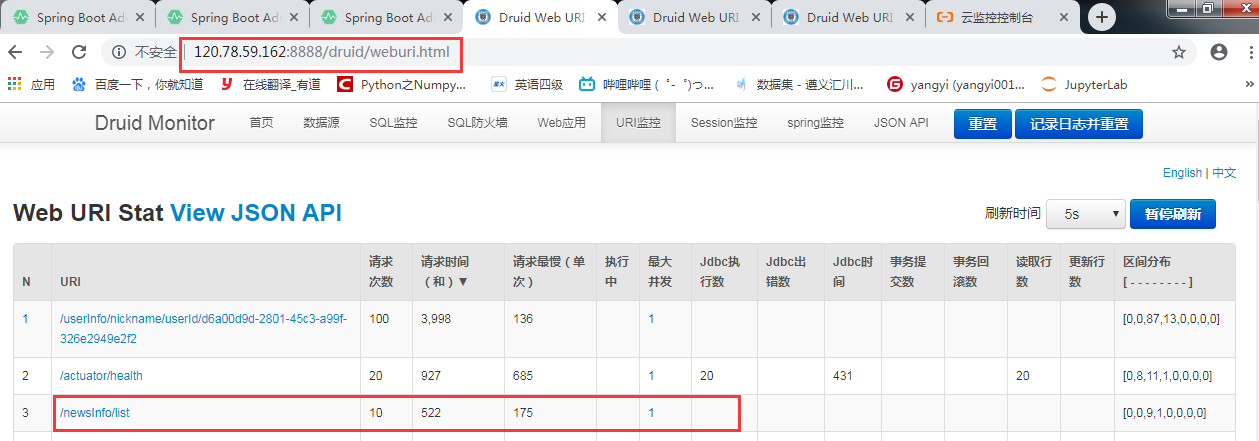 Spring Boot Ad
Spring Boot Ad
Spring Boot Ad
Druid Web URI
Druid Web URI
Druid Web URI
云监控控制台
不安全 | 120.78.59.162:8888/druid/weburi.html
应用
百度一下，你就知道
在线翻译_有道
Python之Numpy...
英语四级
哔哩哔哩 ( ゜- ゜)つ...
数据集 - 遵义汇川...
yangyi (yangyi001...
JupyterLab
»
Druid Monitor 首页 数据源 SQL监控 SQL防火墙 Web应用 URI监控 Session监控 spring监控 JSON API 重置 记录日志并重置
English | 中文
Web URI Stat View JSON API
刷新时间 5s 暂停刷新
N URI 请求次数 请求时间（和）▼ 请求最慢（单次） 执行中 最大并发 Jdbc执行数 Jdbc出错数 Jdbc时间 事务提交数 事务回滚数 读取行数 更新行数 区间分布 [ - - - - - - - - ]
1 /userInfo/nickname/userId/d6a00d9d-2801-45c3-a99f-326e2949e2f2 100 3,998 136 1 [0,0,87,13,0,0,0,0]
2 /actuator/health 20 927 685 1 20 431 20 [0,8,11,1,0,0,0,0]
3 /newsInfo/list 10 522 175 1 [0,0,9,1,0,0,0,0]